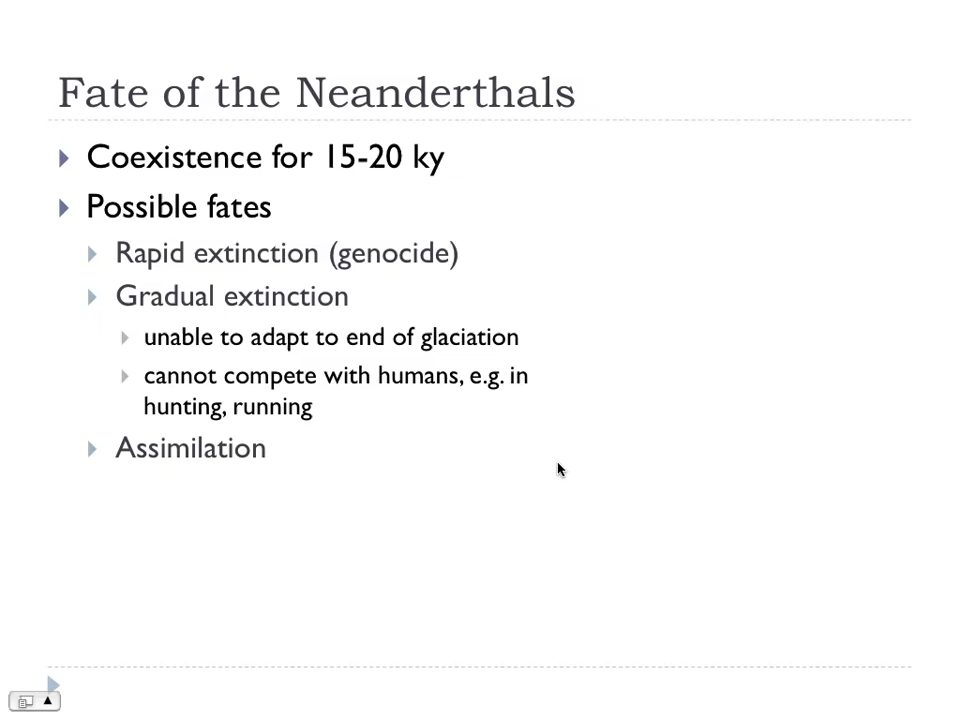 Fate of the Neanderthals
Coexistence for 15-20 ky
Possible fates
Rapid extinction (genocide)
Gradual extinction
unable to adapt to end of glaciation
cannot compete with humans, e.g. in
hunting, running
Assimilation